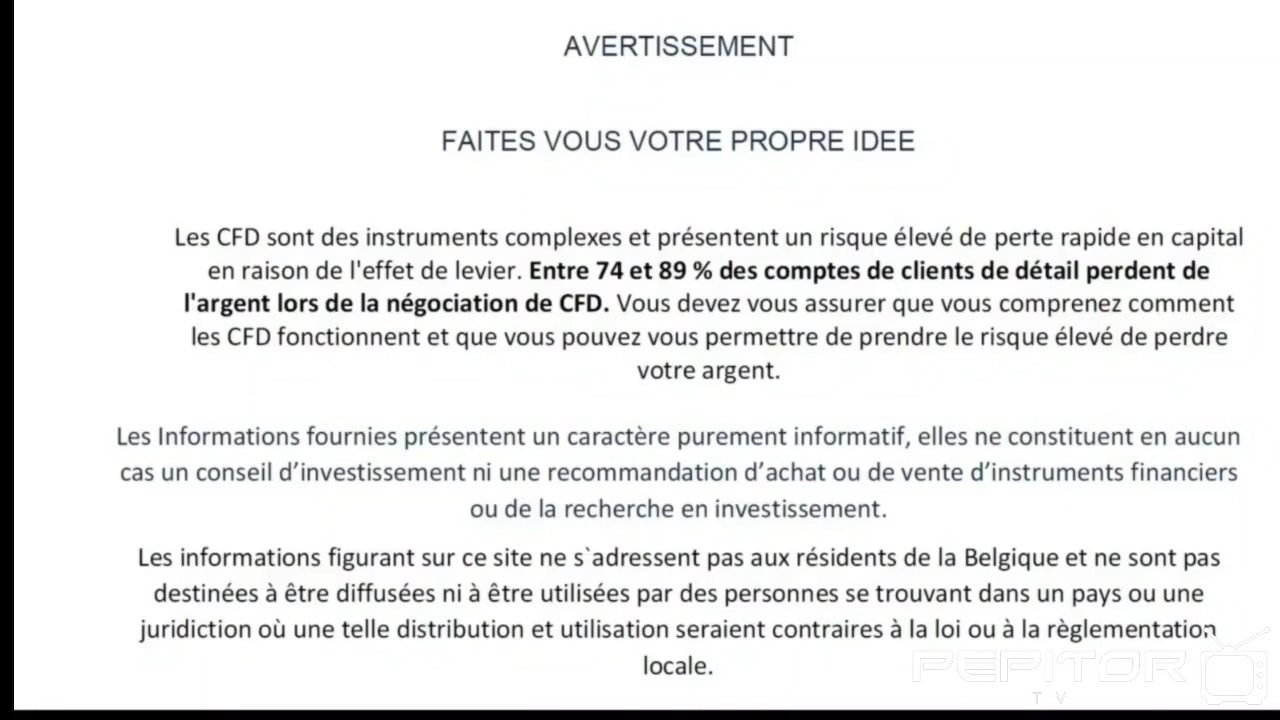 AVERTISSEMENT
FAITES VOUS VOTRE PROPRE IDEE
Les CFD sont des instruments complexes et présentent un risque élevé de perte rapide en capital
en raison de l'effet de levier. Entre 74 et 89 % des comptes de clients de détail perdent de
l'argent lors de la négociation de CFD. Vous devez vous assurer que vous comprenez comment
les CFD fonctionnent et que vous pouvez vous permettre de prendre le risque élevé de perdre
votre argent.
Les Informations fournies présentent un caractère purement informatif, elles ne constituent en aucun
cas un conseil d’investissement ni une recommandation d’achat ou de vente d’instruments financiers
ou de la recherche en investissement.
Les informations figurant sur ce site ne s`adressent pas aux résidents de la Belgique et ne sont pas
destinées à être diffusées ni à être utilisées par des personnes se trouvant dans un pays ou une
juridiction où une telle distribution et utilisation seraient contraires à la loi ou à la règlementation
locale.
PEPITOR
TV